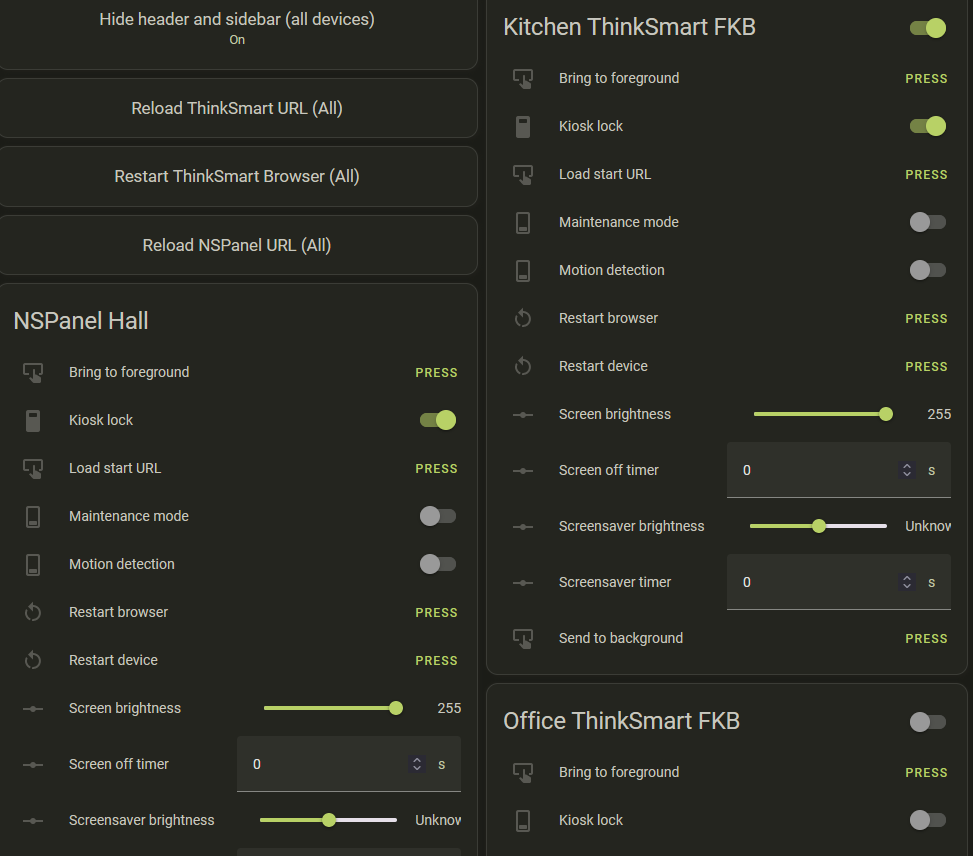 Hide header and sidebar (all devices)
On
Reload ThinkSmart URL (All)
Restart ThinkSmart Browser (All)
Reload NSPanel URL (All)
NSPanel Hall
Bring to foreground PRESS
Kiosk lock
Load start URL PRESS
Maintenance mode
Motion detection
Restart browser PRESS
Restart device PRESS
Screen brightness 255
Screen off timer 0 s
Screensaver brightness Unknow
Kitchen ThinkSmart FKB
Bring to foreground PRESS
Kiosk lock
Load start URL PRESS
Maintenance mode
Motion detection
Restart browser PRESS
Restart device PRESS
Screen brightness 255
Screen off timer 0 s
Screensaver brightness Unknow
Screensaver timer 0 s
Send to background PRESS
Office ThinkSmart FKB
Bring to foreground PRESS
Kiosk lock